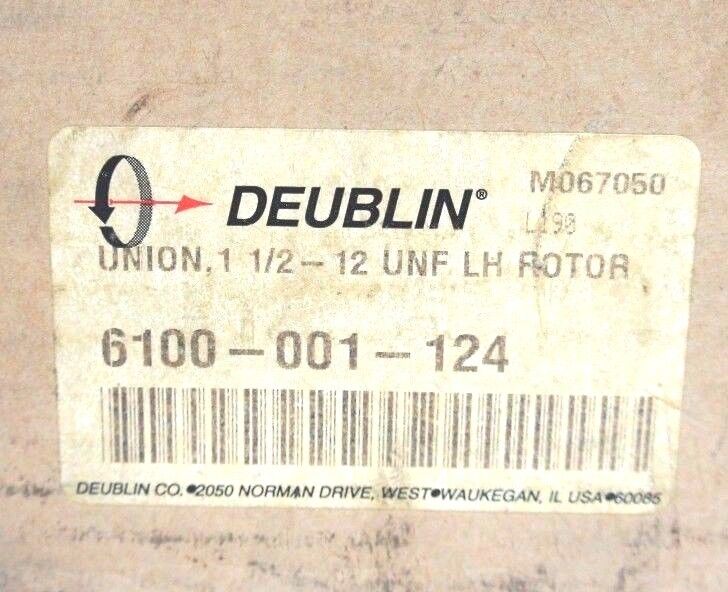 DEUBLIN® M067050
L190
UNION, 1 1/2-12 UNF LH ROTOR
6100-001-124
DEUBLIN CO. •2050 NORMAN DRIVE, WEST•WAUKEGAN, IL USA•60085